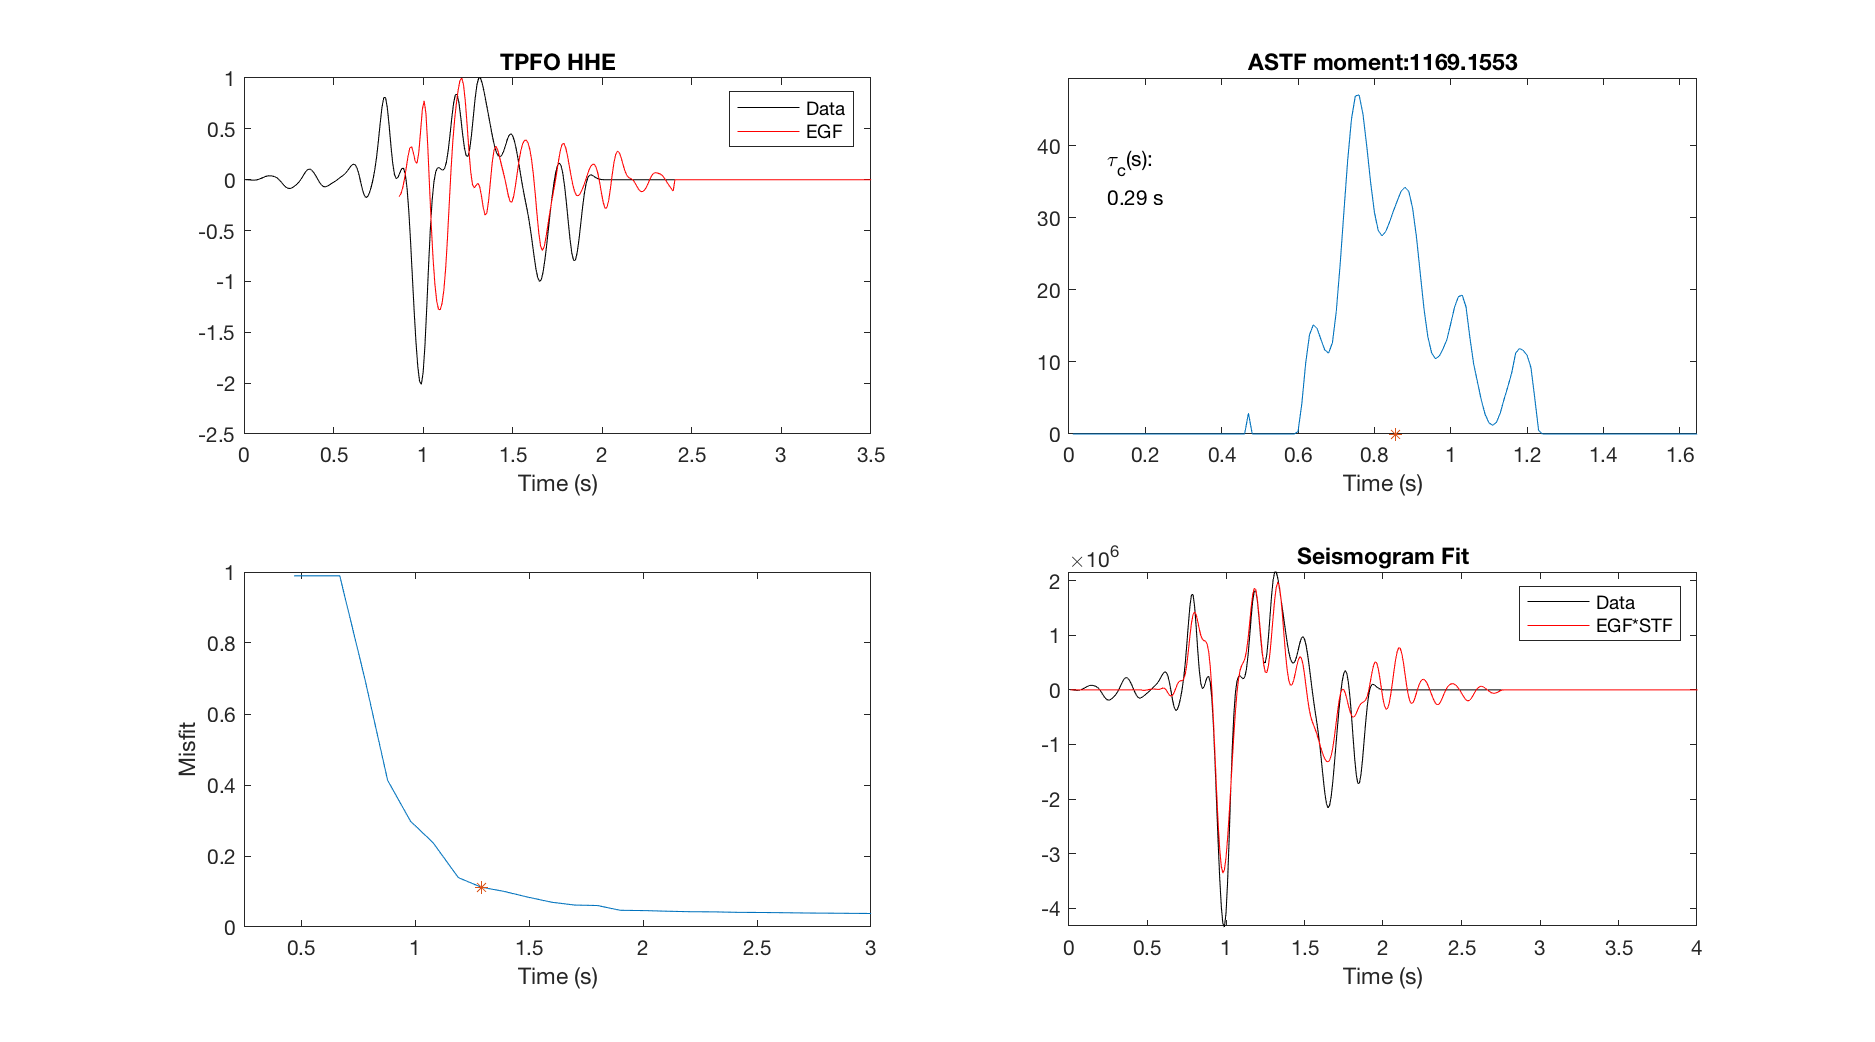 TPFO HHE
1
0.5
0
-0.5
-1
-1.5
-2
-2.5
Data
EGF
0 0.5 1 1.5 2 2.5 3 3.5
Time (s)
ASTF moment:1169.1553
40
30
20
10
0
τc(s):
0.29 s
0 0.2 0.4 0.6 0.8 1 1.2 1.4 1.6
Time (s)
1
0.8
0.6
0.4
0.2
0
Misfit
0.5 1 1.5 2 2.5 3
Time (s)
Seismogram Fit
×10^6
2
1
0
-1
-2
-3
-4
Data
EGF*STF
0 0.5 1 1.5 2 2.5 3 3.5 4
Time (s)